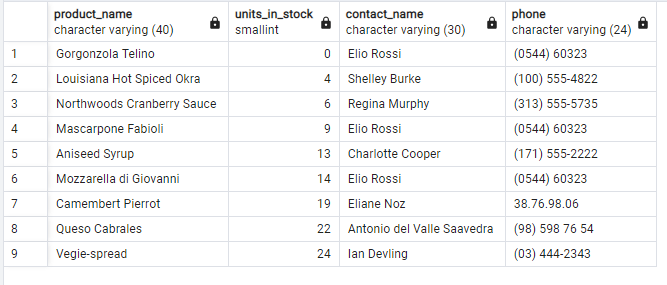 product_name units_in_stock contact_name phone
character varying (40) smallint character varying (30) character varying (24)
1 Gorgonzola Telino 0 Elio Rossi (0544) 60323
2 Louisiana Hot Spiced Okra 4 Shelley Burke (100) 555-4822
3 Northwoods Cranberry Sauce 6 Regina Murphy (313) 555-5735
4 Mascarpone Fabioli 9 Elio Rossi (0544) 60323
5 Aniseed Syrup 13 Charlotte Cooper (171) 555-2222
6 Mozzarella di Giovanni 14 Elio Rossi (0544) 60323
7 Camembert Pierrot 19 Eliane Noz 38.76.98.06
8 Queso Cabrales 22 Antonio del Valle Saavedra (98) 598 76 54
9 Vegie-spread 24 Ian Devling (03) 444-2343